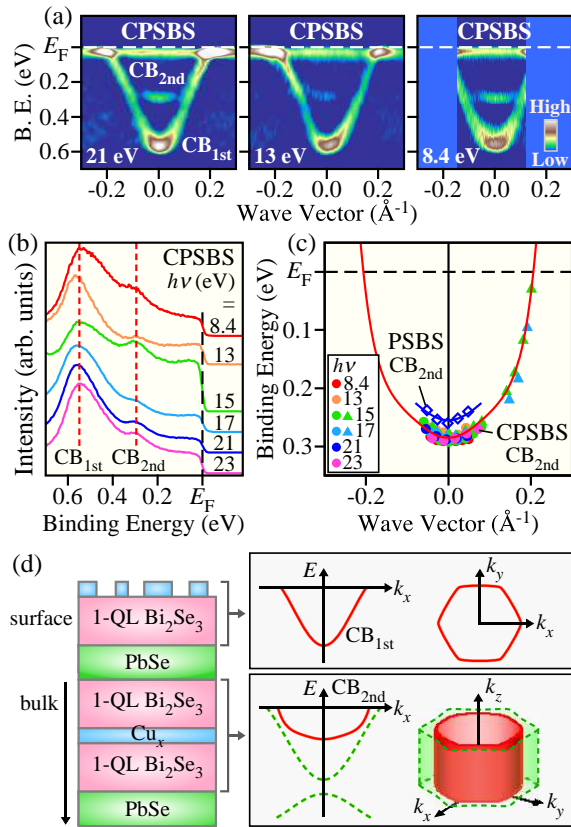 (a)
CPSBS
CPSBS
CPSBS
E_F
0.2
0.4
0.6
B.E. (eV)
CB_2nd
CB_1st
21 eV
13 eV
8.4 eV
High
Low
-0.2 0.0 0.2
-0.2 0.0 0.2
-0.2 0.0 0.2
Wave Vector (Å⁻¹)
(b)
CPSBS
hν (eV)
=
8.4
13
15
17
21
23
Intensity (arb. units)
CB_1st
CB_2nd
0.6 0.4 0.2 E_F
Binding Energy (eV)
(c)
E_F
0.1
0.2
0.3
Binding Energy (eV)
PSBS
CB_2nd
hν
8.4
13
15
17
21
23
CPSBS
CB_2nd
-0.2 0.0 0.2
Wave Vector (Å⁻¹)
(d)
surface
1-QL Bi₂Se₃
PbSe
bulk
1-QL Bi₂Se₃
Cuₓ
1-QL Bi₂Se₃
PbSe
E
k_x
CB_1st
k_y
k_x
E
CB_2nd
k_x
k_z
k_x
k_y